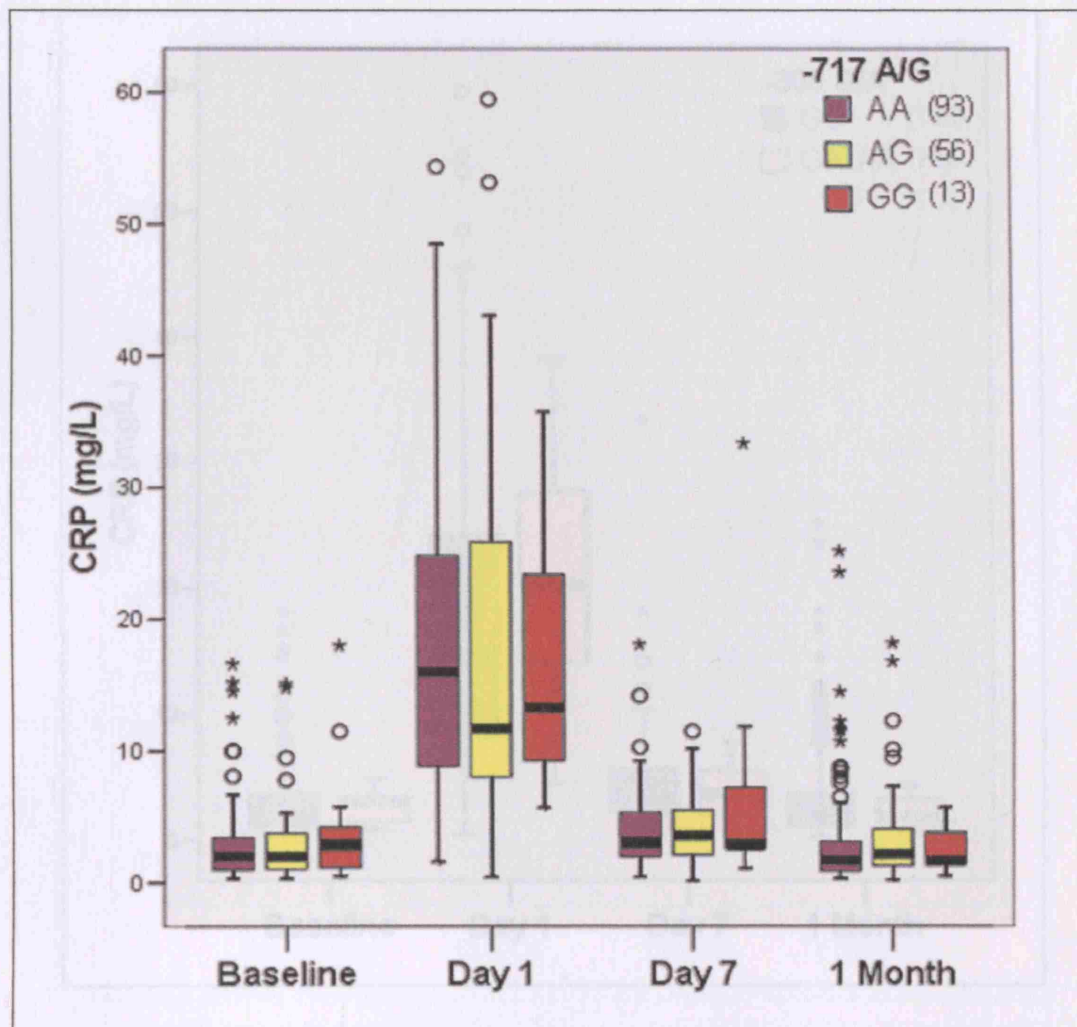 -717 A/G
AA (93)
AG (56)
GG (13)
60
50
40
30
20
10
0
CRP (mg/L)
Baseline
Day 1
Day 7
1 Month